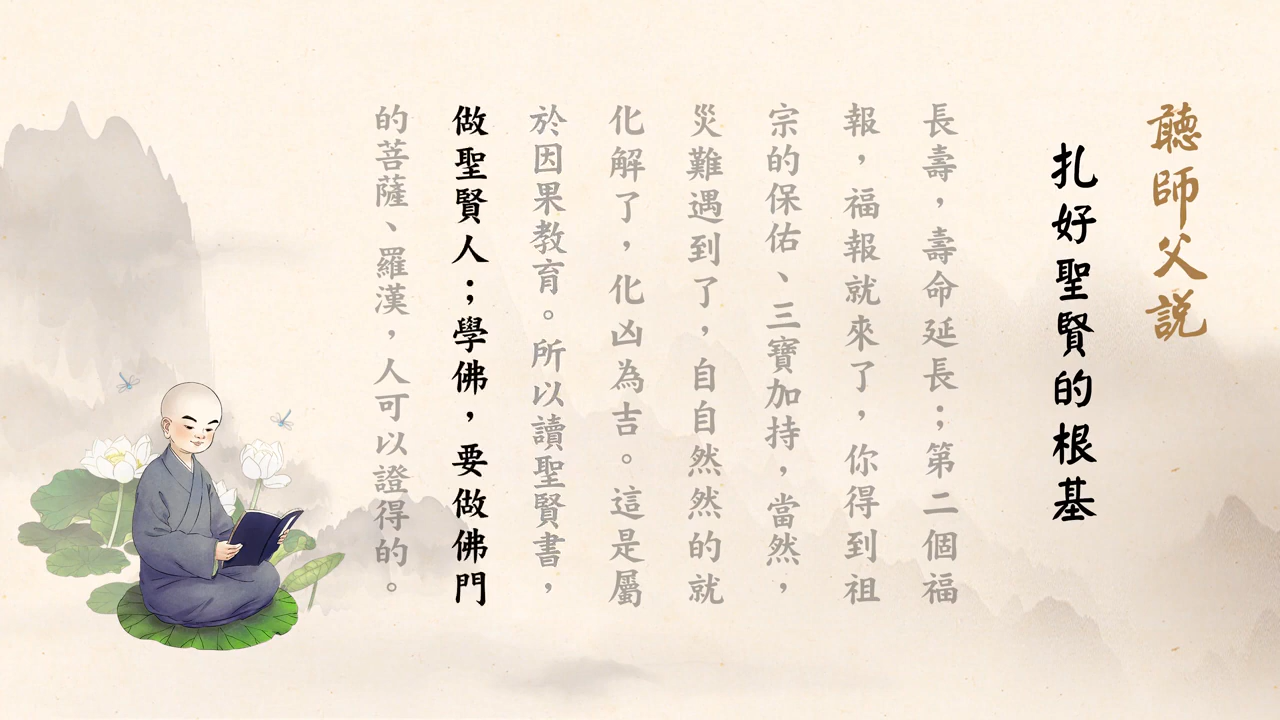 聽師父説
扎好聖賢的根基
長壽，壽命延長；第二個福
報，福報就來了，你得到祖
宗的保佑、三寶加持，當然，
災難遇到了，自自然然的就
化解了，化凶為吉。這是屬
於因果教育。所以讀聖賢書，
做聖賢人；學佛，要做佛門
的菩薩、羅漢，人可以證得的。